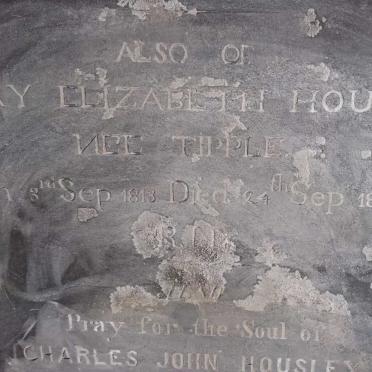 ALSO OF
AY ELIZABETH HOU
NEE TIPPLE
8rd Sep 1813 Died 24th Sep 18
R.I.P.
Pray for the Soul of
CHARLES JOHN HOUSLEY